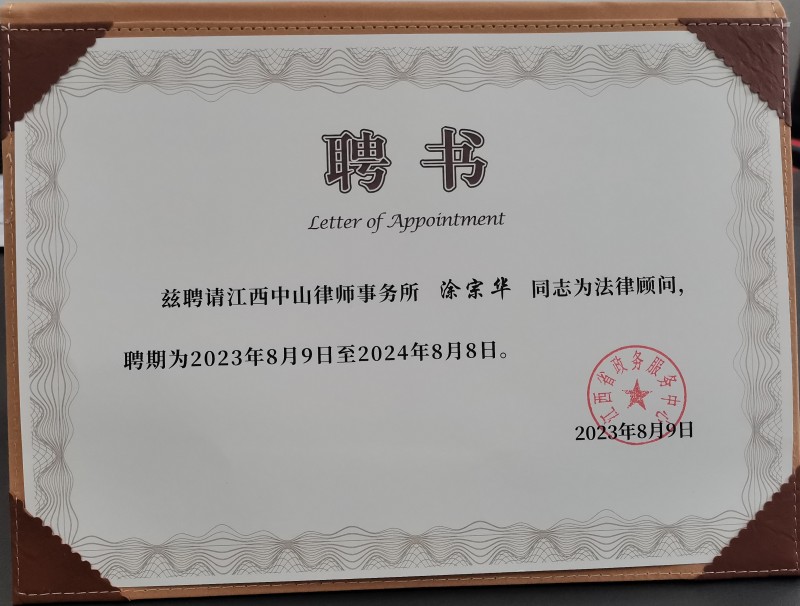 聘书
Letter of Appointment
兹聘请江西中山律师事务所 涂宗华 同志为法律顾问，
聘期为2023年8月9日至2024年8月8日。
江西省政务服务中心
2023年8月9日